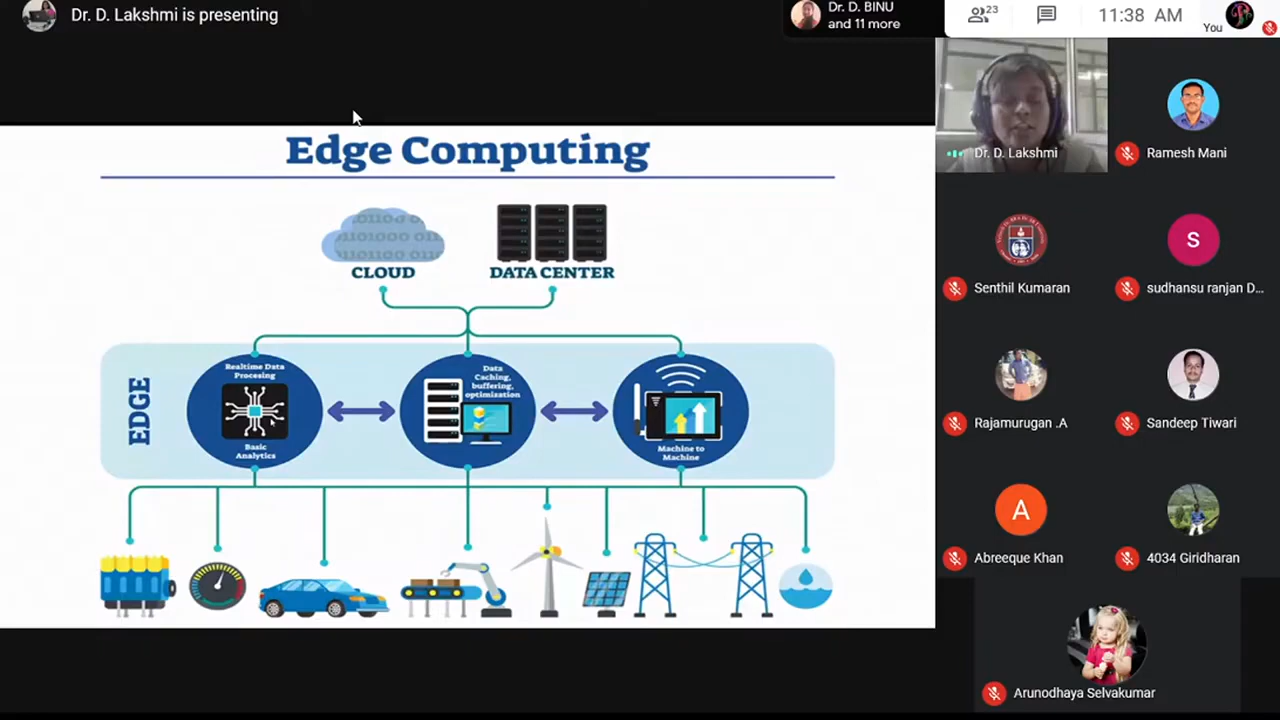 Dr. D. Lakshmi is presenting
Dr. D. BINU
and 11 more
23
11:38 AM
You
Edge Computing
CLOUD
DATA CENTER
EDGE
Realtime Data
Procesing
Basic
Analytics
Data
Caching,
buffering,
optimization
Machine to
Machine
Dr. D. Lakshmi
Ramesh Mani
Senthil Kumaran
S
sudhansu ranjan D...
Rajamurugan .A
Sandeep Tiwari
A
Abreeque Khan
4034 Giridharan
Arunodhaya Selvakumar